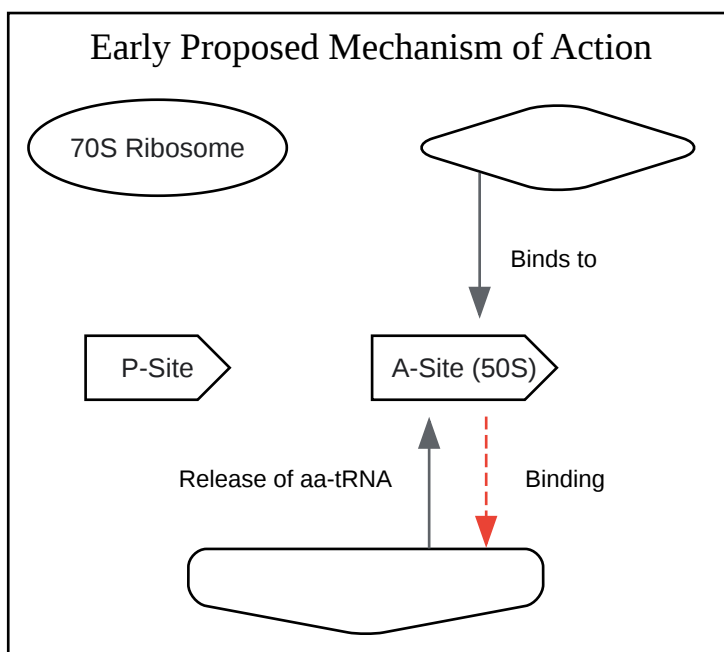 Early Proposed Mechanism of Action
70S Ribosome
Binds to
P-Site
A-Site (50S)
Release of aa-tRNA
Binding